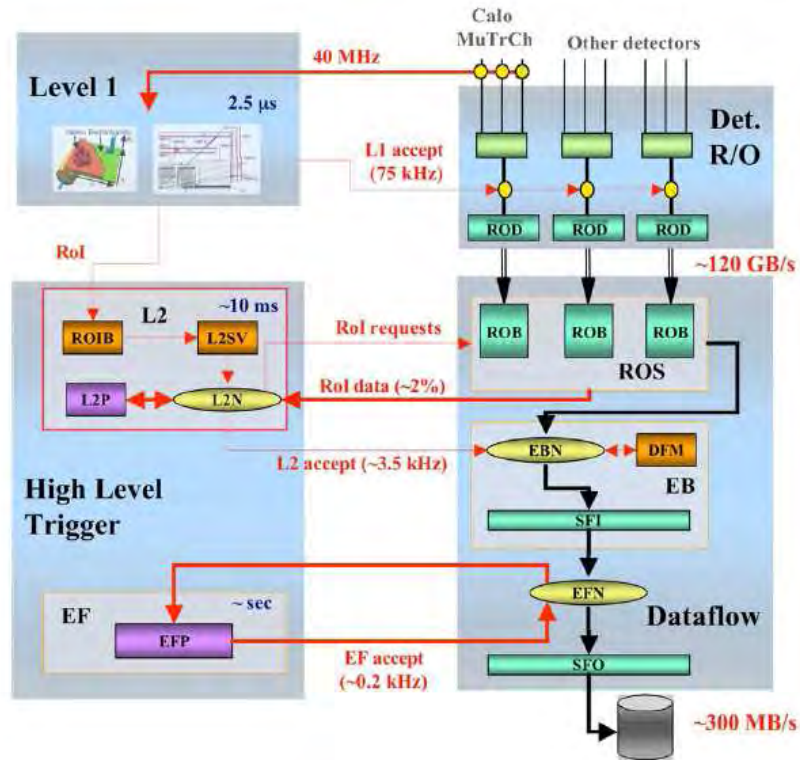 Calo
MuTrCh
Other detectors
40 MHz
Level 1
2.5 μs
Det.
R/O
L1 accept
(75 kHz)
ROD
ROD
ROD
RoI
~120 GB/s
L2
~10 ms
ROIB
L2SV
RoI requests
ROB
ROB
ROB
ROS
L2P
L2N
RoI data (~2%)
L2 accept (~3.5 kHz)
EBN
DFM
EB
High Level
Trigger
SFI
EF
~ sec
EFP
EFN
Dataflow
EF accept
(~0.2 kHz)
SFO
~300 MB/s